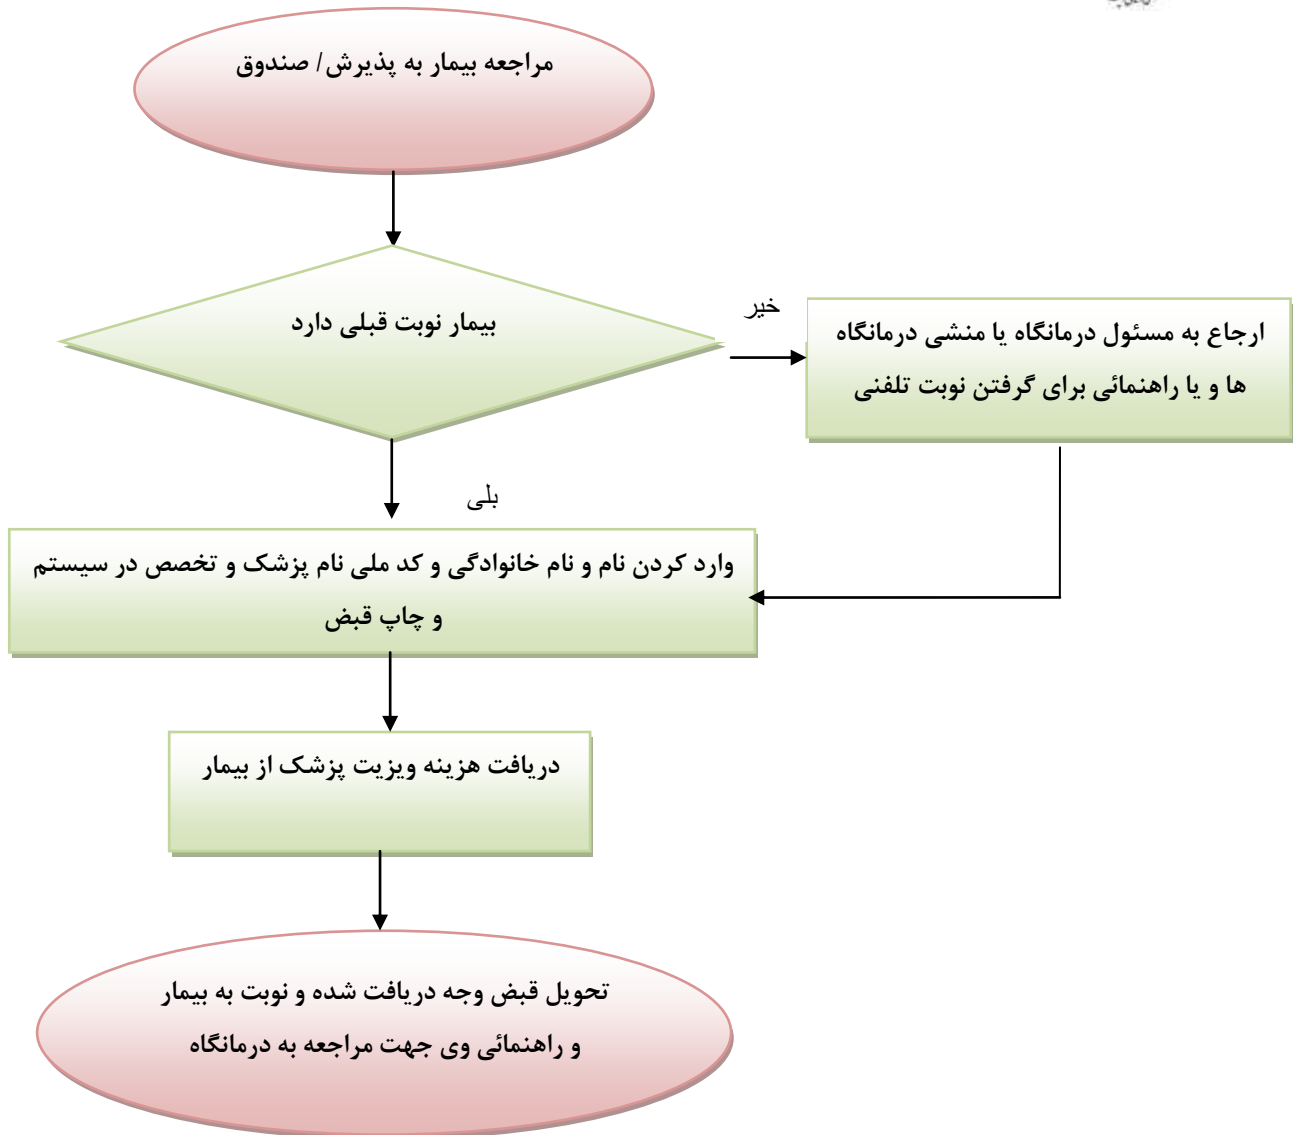 مراجعه بیمار به پذیرش/ صندوق
بیمار نوبت قبلی دارد
خیر
ارجاع به مسئول درمانگاه یا منشی درمانگاه
ها و یا راهنمائی برای گرفتن نوبت تلفنی
بلی
وارد کردن نام و نام خانوادگی و کد ملی نام پزشک و تخصص در سیستم
و چاپ قبض
دریافت هزینه ویزیت پزشک از بیمار
تحویل قبض وجه دریافت شده و نوبت به بیمار
و راهنمائی وی جهت مراجعه به درمانگاه